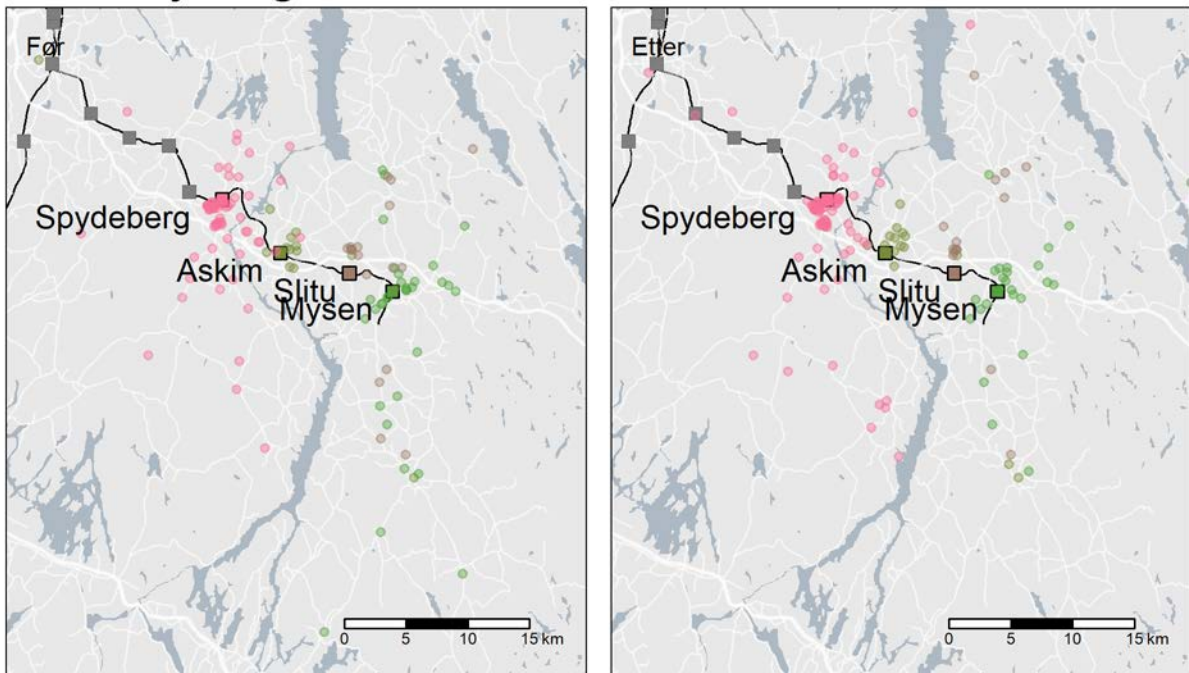 Før
Spydeberg
Askim
Slitu
Mysen
0 5 10 15 km
Etter
Spydeberg
Askim
Slitu
Mysen
0 5 10 15 km